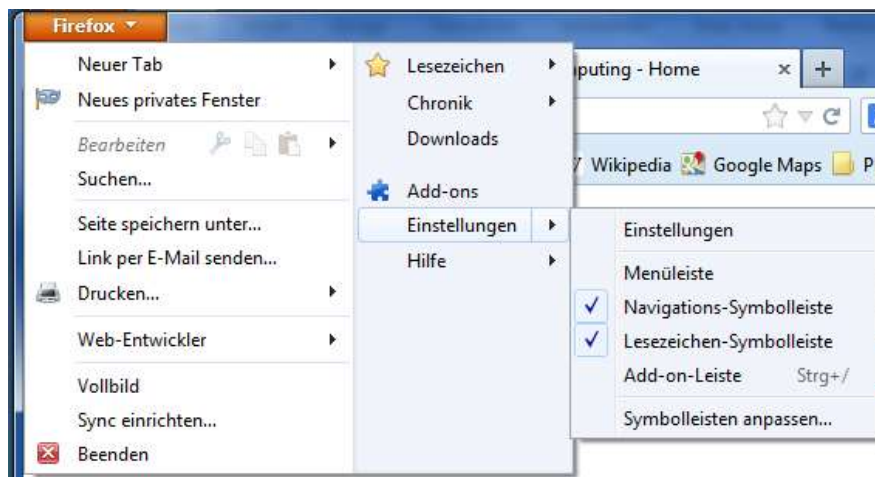 Firefox
Neuer Tab
Neues privates Fenster
Bearbeiten
Suchen...
Seite speichern unter...
Link per E-Mail senden...
Drucken...
Web-Entwickler
Vollbild
Sync einrichten...
Beenden
Lesezeichen
Chronik
Downloads
Add-ons
Einstellungen
Hilfe
puting - Home
Wikipedia Google Maps P
Einstellungen
Menüleiste
Navigations-Symbolleiste
Lesezeichen-Symbolleiste
Add-on-Leiste Strg+/
Symbolleisten anpassen...